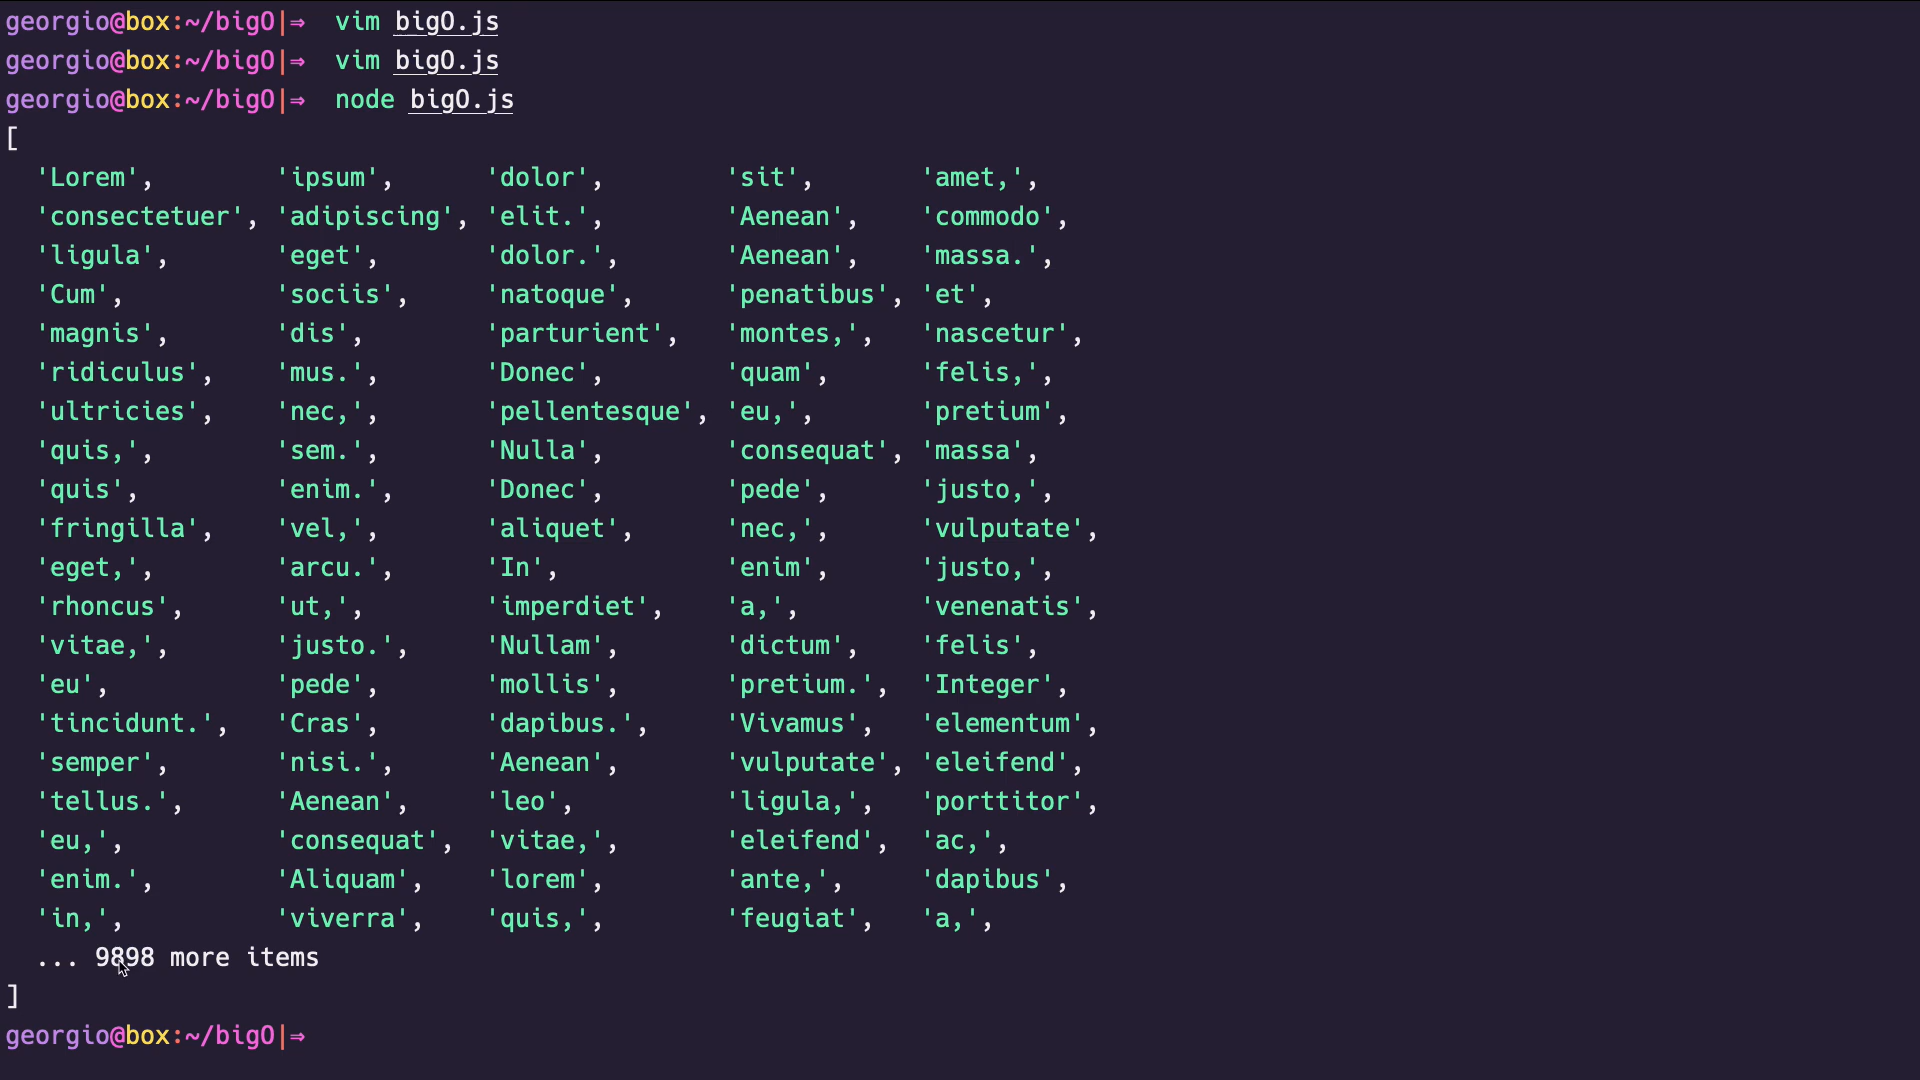 georgio@box:~/bigO|⇒  vim bigO.js
georgio@box:~/bigO|⇒  vim bigO.js
georgio@box:~/bigO|⇒  node bigO.js
[
  'Lorem',        'ipsum',      'dolor',        'sit',       'amet,',
  'consectetuer', 'adipiscing', 'elit.',        'Aenean',    'commodo',
  'ligula',       'eget',       'dolor.',       'Aenean',    'massa.',
  'Cum',          'sociis',     'natoque',      'penatibus', 'et',
  'magnis',       'dis',        'parturient',   'montes,',   'nascetur',
  'ridiculus',    'mus.',       'Donec',        'quam',      'felis,',
  'ultricies',    'nec,',       'pellentesque', 'eu,',       'pretium',
  'quis,',        'sem.',       'Nulla',        'consequat', 'massa',
  'quis',         'enim.',      'Donec',        'pede',      'justo,',
  'fringilla',    'vel,',       'aliquet',      'nec,',      'vulputate',
  'eget,',        'arcu.',      'In',           'enim',      'justo,',
  'rhoncus',      'ut,',        'imperdiet',    'a,',        'venenatis',
  'vitae,',       'justo.',     'Nullam',       'dictum',    'felis',
  'eu',           'pede',       'mollis',       'pretium.',  'Integer',
  'tincidunt.',   'Cras',       'dapibus.',     'Vivamus',   'elementum',
  'semper',       'nisi.',      'Aenean',       'vulputate', 'eleifend',
  'tellus.',      'Aenean',     'leo',          'ligula,',   'porttitor',
  'eu,',          'consequat',  'vitae,',       'eleifend',  'ac,',
  'enim.',        'Aliquam',    'lorem',        'ante,',     'dapibus',
  'in,',          'viverra',    'quis,',        'feugiat',   'a,',
  ... 9898 more items
]
georgio@box:~/bigO|⇒